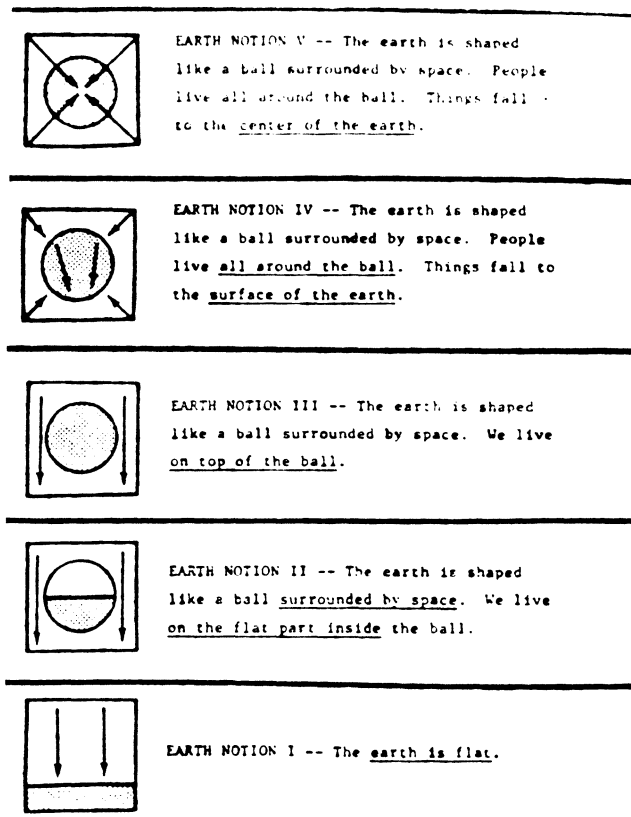 EARTH NOTION V -- The earth is shaped
like a ball surrounded by space. People
live all around the ball. Things fall
to the center of the earth.
EARTH NOTION IV -- The earth is shaped
like a ball surrounded by space. People
live all around the ball. Things fall to
the surface of the earth.
EARTH NOTION III -- The earth is shaped
like a ball surrounded by space. We live
on top of the ball.
EARTH NOTION II -- The earth is shaped
like a ball surrounded by space. We live
on the flat part inside the ball.
EARTH NOTION I -- The earth is flat.